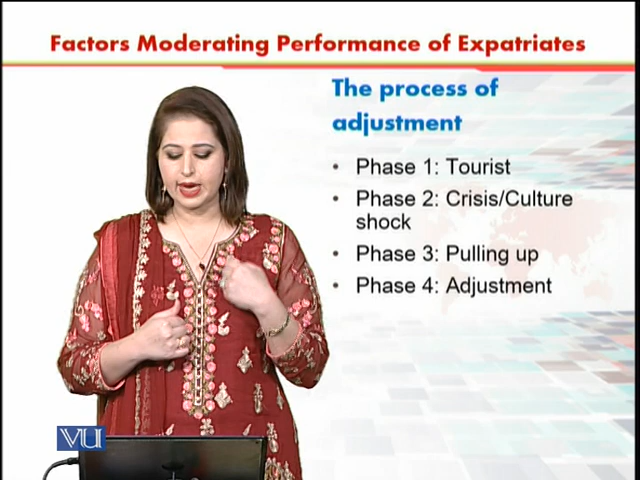 Factors Moderating Performance of Expatriates
The process of
adjustment
• Phase 1: Tourist
• Phase 2: Crisis/Culture
shock
• Phase 3: Pulling up
• Phase 4: Adjustment
VU